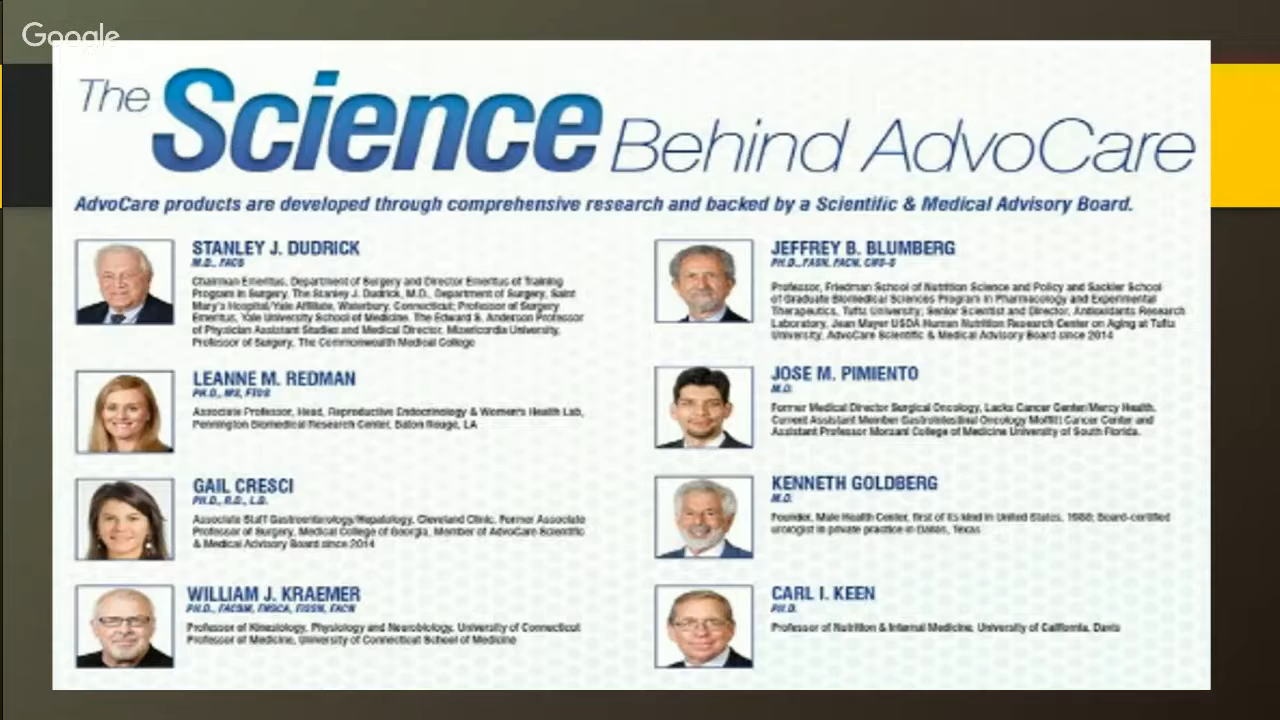 Google
The Science Behind AdvoCare
AdvoCare products are developed through comprehensive research and backed by a Scientific & Medical Advisory Board.
STANLEY J. DUDRICK
M.D., FACS
Chairman Emeritus, Department of Surgery and Director Emeritus of Training
Program in Surgery, The Stanley J. Dudrick, M.D., Department of Surgery, Saint
Mary's Hospital/Yale Affiliate, Waterbury, Connecticut; Professor of Surgery
Emeritus, Yale University School of Medicine, The Edward S. Anderson Professor
of Physician Assistant Studies and Medical Director, Misericordia University,
Professor of Surgery, The Commonwealth Medical College
LEANNE M. REDMAN
PH.D., MS, FTOS
Associate Professor, Head, Reproductive Endocrinology & Women's Health Lab,
Pennington Biomedical Research Center, Baton Rouge, LA
GAIL CRESCI
PH.D., R.D., L.D.
Associate Staff Gastroenterology/Hepatology, Cleveland Clinic, Former Associate
Professor of Surgery, Medical College of Georgia, Member of AdvoCare Scientific
& Medical Advisory Board since 2014
WILLIAM J. KRAEMER
PH.D., FACSM, FNSCA, FISSN, FACN
Professor of Kinesiology, Physiology and Neurobiology, University of Connecticut
Professor of Medicine, University of Connecticut School of Medicine
JEFFREY B. BLUMBERG
PH.D., FASN, FACN, CNS-S
Professor, Friedman School of Nutrition Science and Policy and Sackler School
of Graduate Biomedical Sciences Program in Pharmacology and Experimental
Therapeutics, Tufts University; Senior Scientist and Director, Antioxidants Research
Laboratory, Jean Mayer USDA Human Nutrition Research Center on Aging at Tufts
University; AdvoCare Scientific & Medical Advisory Board since 2014
JOSE M. PIMIENTO
M.D.
Former Medical Director Surgical Oncology, Lacks Cancer Center/Mercy Health.
Current Assistant Member Gastrointestinal Oncology Moffitt Cancer Center and
Assistant Professor Morsani College of Medicine University of South Florida.
KENNETH GOLDBERG
M.D.
Founder, Male Health Center, first of its kind in United States, 1988; Board-certified
urologist in private practice in Dallas, Texas
CARL I. KEEN
PH.D.
Professor of Nutrition & Internal Medicine, University of California, Davis